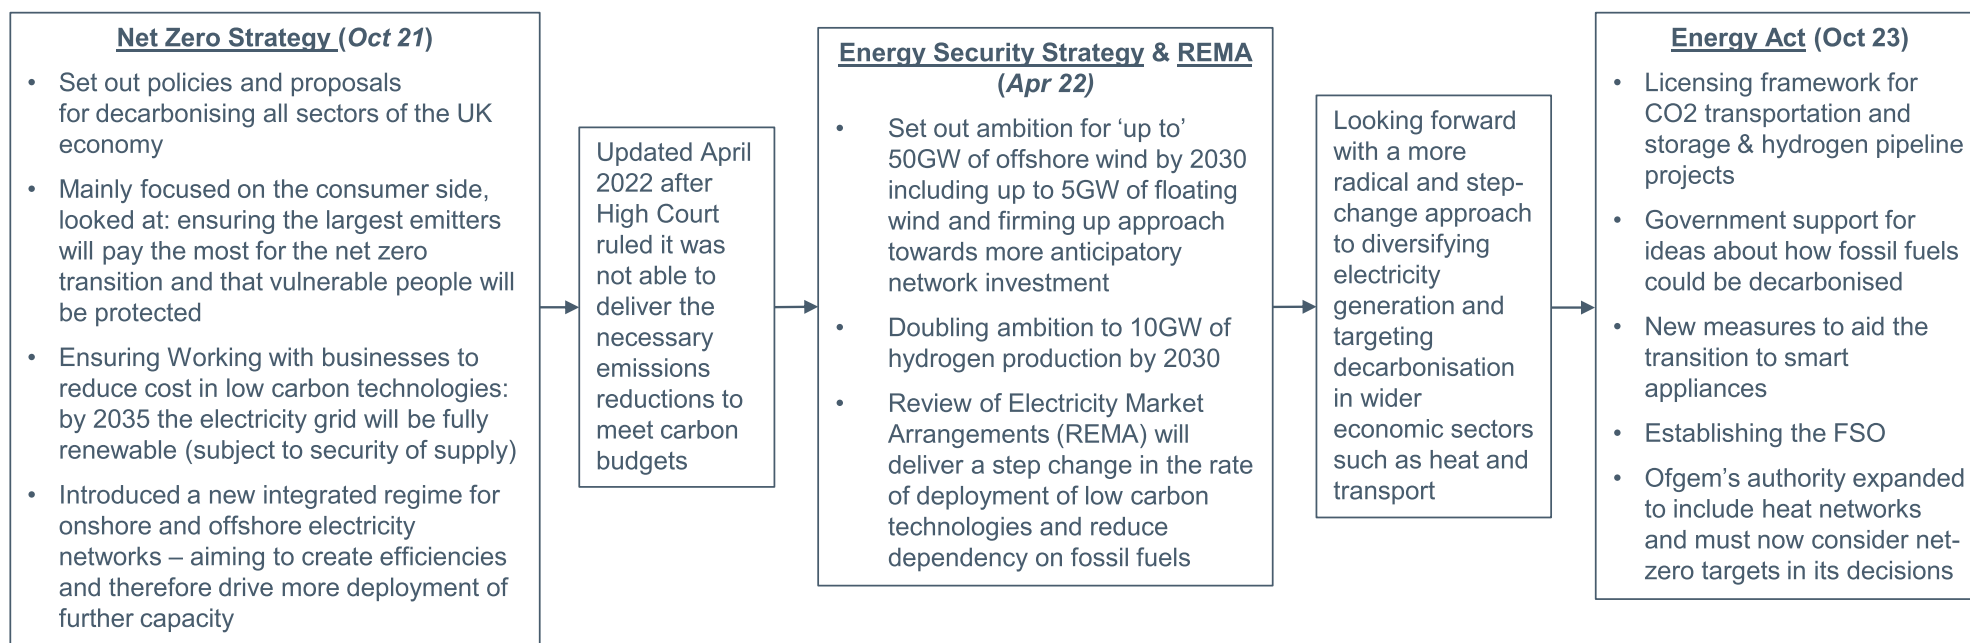 Net Zero Strategy (Oct 21)
• Set out policies and proposals
for decarbonising all sectors of the UK
economy
• Mainly focused on the consumer side,
looked at: ensuring the largest emitters
will pay the most for the net zero
transition and that vulnerable people will
be protected
• Ensuring Working with businesses to
reduce cost in low carbon technologies:
by 2035 the electricity grid will be fully
renewable (subject to security of supply)
• Introduced a new integrated regime for
onshore and offshore electricity
networks – aiming to create efficiencies
and therefore drive more deployment of
further capacity
Updated April
2022 after
High Court
ruled it was
not able to
deliver the
necessary
emissions
reductions to
meet carbon
budgets
Energy Security Strategy & REMA
(Apr 22)
• Set out ambition for ‘up to’
50GW of offshore wind by 2030
including up to 5GW of floating
wind and firming up approach
towards more anticipatory
network investment
• Doubling ambition to 10GW of
hydrogen production by 2030
• Review of Electricity Market
Arrangements (REMA) will
deliver a step change in the rate
of deployment of low carbon
technologies and reduce
dependency on fossil fuels
Looking forward
with a more
radical and step-
change approach
to diversifying
electricity
generation and
targeting
decarbonisation
in wider
economic sectors
such as heat and
transport
Energy Act (Oct 23)
• Licensing framework for
CO2 transportation and
storage & hydrogen pipeline
projects
• Government support for
ideas about how fossil fuels
could be decarbonised
• New measures to aid the
transition to smart
appliances
• Establishing the FSO
• Ofgem’s authority expanded
to include heat networks
and must now consider net-
zero targets in its decisions